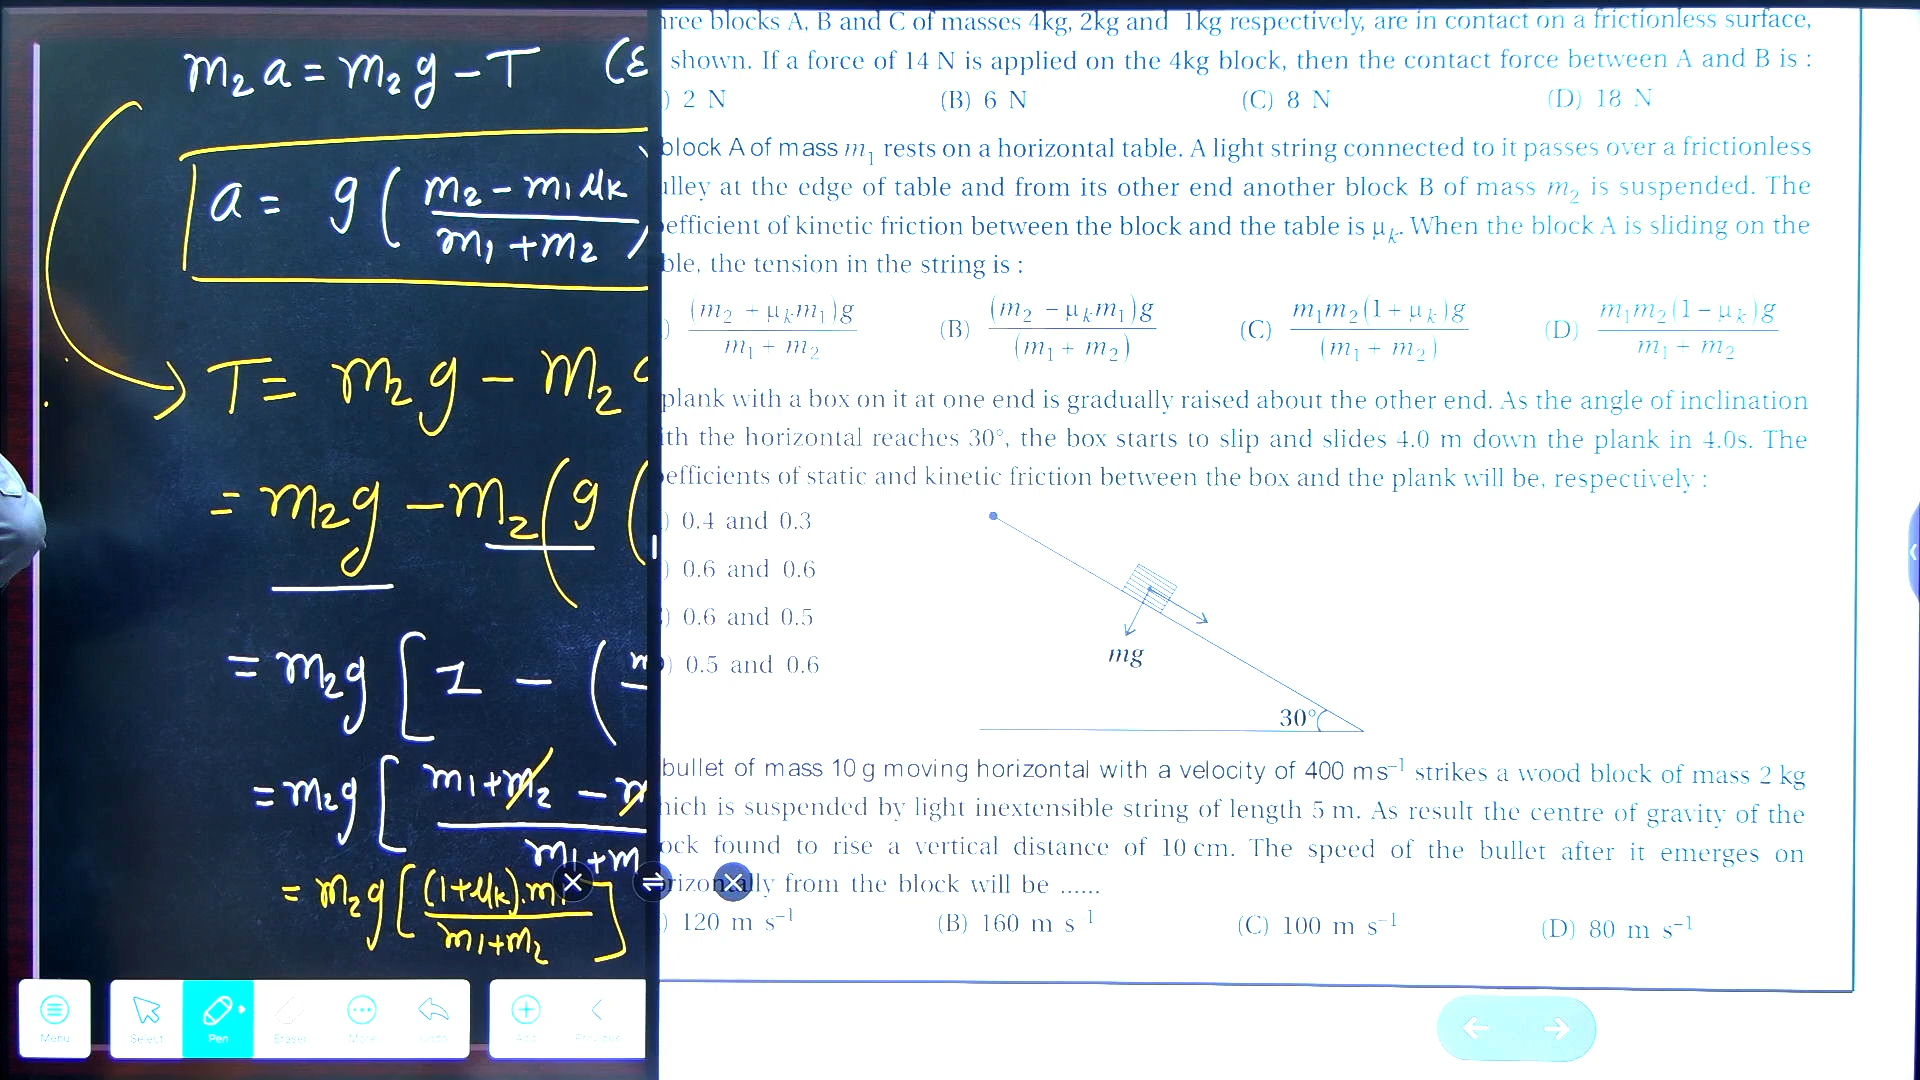 m₂a = m₂g − T (ε
a = g ( m₂ − m₁μk / m₁ + m₂ )
T = m₂g − m₂
= m₂g − m₂ ( g (
= m₂g [ 1 − (
= m₂g [ m₁ + m₂ −
m₁ + m
= m₂g [ (1+μk).m₁ / m₁+m₂ ]
Menu
Select
Pen
Eraser
More
Undo
Add
hree blocks A, B and C of masses 4kg, 2kg and 1kg respectively, are in contact on a frictionless surface,
shown. If a force of 14 N is applied on the 4kg block, then the contact force between A and B is :
) 2 N (B) 6 N (C) 8 N (D) 18 N
block A of mass m₁ rests on a horizontal table. A light string connected to it passes over a frictionless
ulley at the edge of table and from its other end another block B of mass m₂ is suspended. The
efficient of kinetic friction between the block and the table is μₖ. When the block A is sliding on the
ble, the tension in the string is :
) (m₂ + μₖm₁)g / m₁ + m₂ (B) (m₂ − μₖm₁)g / (m₁ + m₂) (C) m₁m₂(1 + μₖ)g / (m₁ + m₂) (D) m₁m₂(1 − μₖ)g / m₁ + m₂
plank with a box on it at one end is gradually raised about the other end. As the angle of inclination
ith the horizontal reaches 30°, the box starts to slip and slides 4.0 m down the plank in 4.0s. The
efficients of static and kinetic friction between the box and the plank will be, respectively :
) 0.4 and 0.3
) 0.6 and 0.6
) 0.6 and 0.5
) 0.5 and 0.6
mg
30°
bullet of mass 10 g moving horizontal with a velocity of 400 ms⁻¹ strikes a wood block of mass 2 kg
hich is suspended by light inextensible string of length 5 m. As result the centre of gravity of the
ock found to rise a vertical distance of 10 cm. The speed of the bullet after it emerges on
from the block will be ......
) 120 m s⁻¹ (B) 160 m s¹ (C) 100 m s⁻¹ (D) 80 m s⁻¹